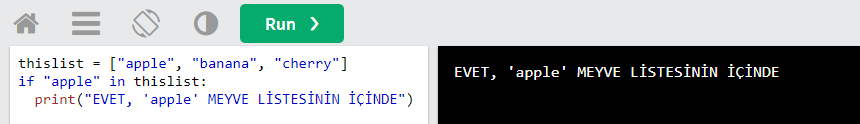 Run ❯
thislist = ["apple", "banana", "cherry"]
if "apple" in thislist:
  print("EVET, 'apple' MEYVE LİSTESİNİN İÇİNDE")
EVET, 'apple' MEYVE LİSTESİNİN İÇİNDE